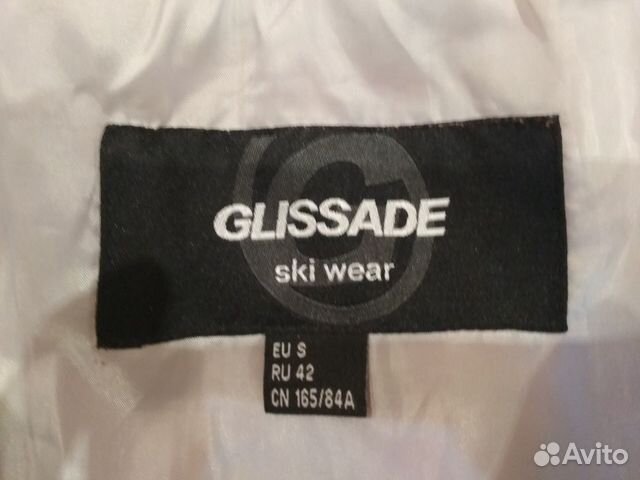 GLISSADE
ski wear
EU S
RU 42
CN 165/84A
Avito